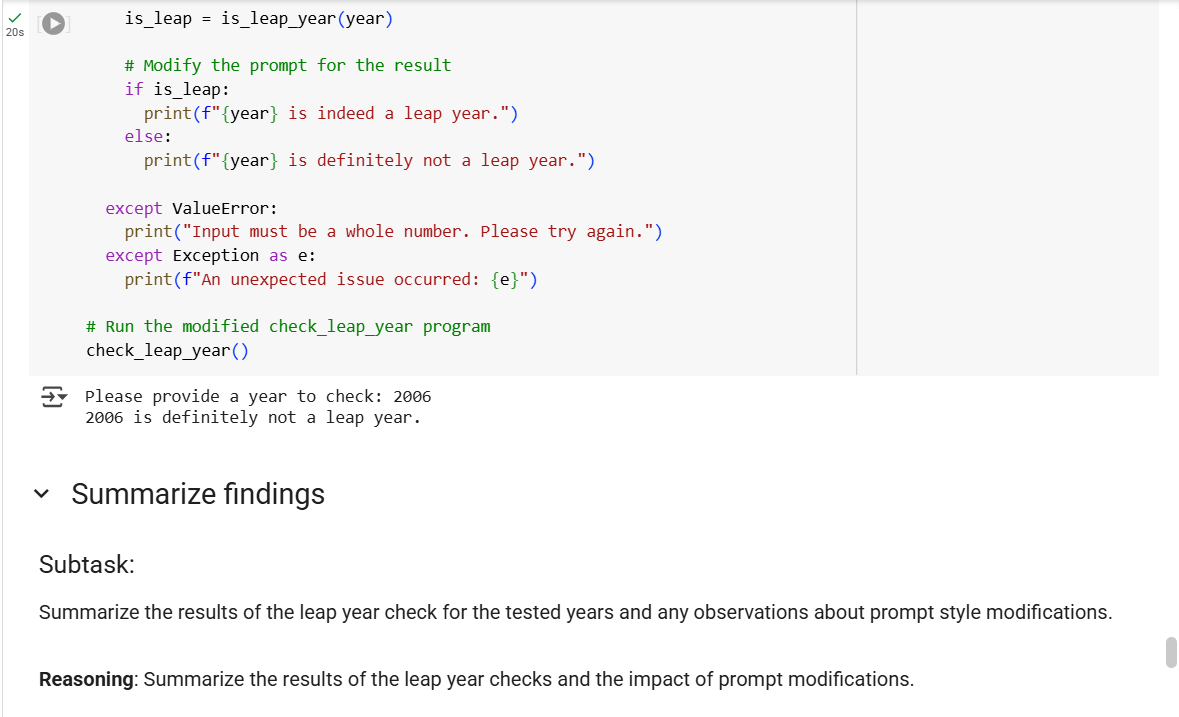 20s
is_leap = is_leap_year(year)
# Modify the prompt for the result
if is_leap:
print(f"{year} is indeed a leap year.")
else:
print(f"{year} is definitely not a leap year.")
except ValueError:
print("Input must be a whole number. Please try again.")
except Exception as e:
print(f"An unexpected issue occurred: {e}")
# Run the modified check_leap_year program
check_leap_year()
Please provide a year to check: 2006
2006 is definitely not a leap year.
Summarize findings
Subtask:
Summarize the results of the leap year check for the tested years and any observations about prompt style modifications.
Reasoning: Summarize the results of the leap year checks and the impact of prompt modifications.